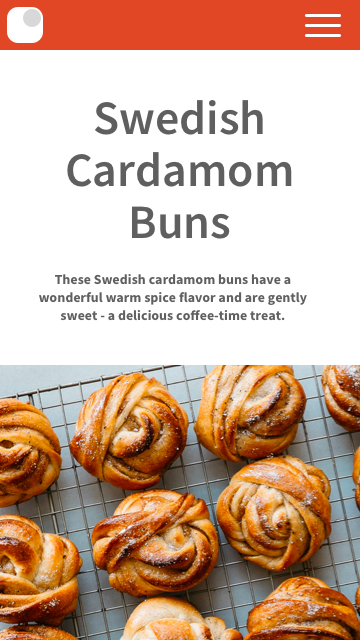 Swedish
Cardamom
Buns
These Swedish cardamom buns have a
wonderful warm spice flavor and are gently
sweet - a delicious coffee-time treat.